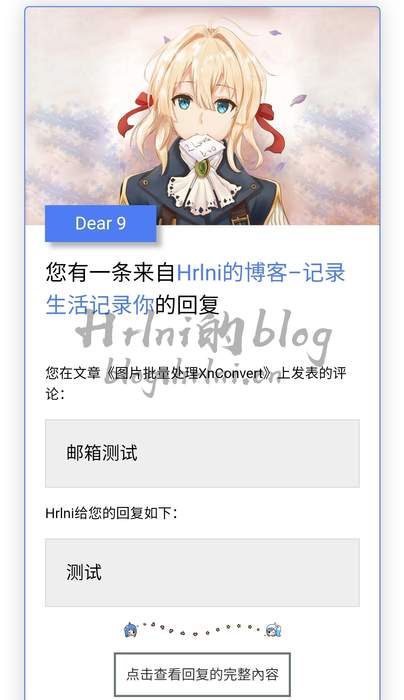 Dear 9
您有一条来自Hrlni的博客-记录
生活记录你的回复
Hrlni的blog
blog.hrlni.cn
您在文章《图片批量处理XnConvert》上发表的评
论：
邮箱测试
Hrlni给您的回复如下：
测试
点击查看回复的完整內容